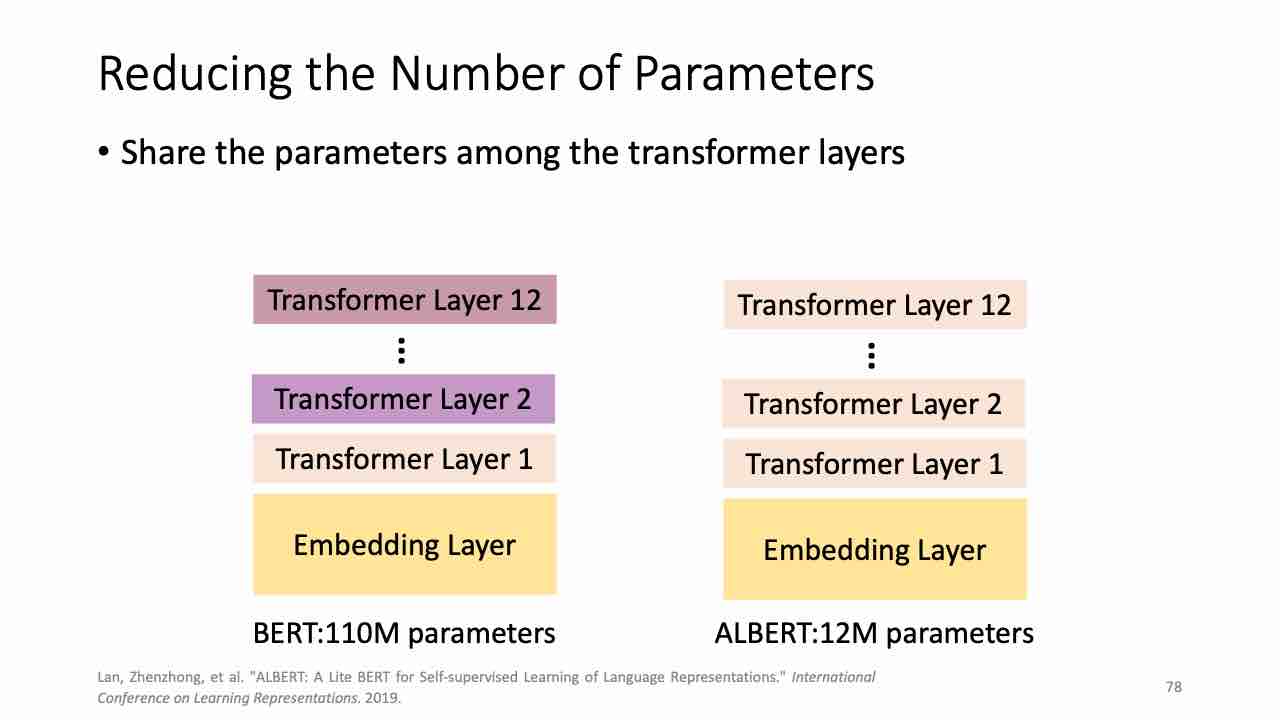 Reducing the Number of Parameters
• Share the parameters among the transformer layers
Transformer Layer 12
⋮
Transformer Layer 2
Transformer Layer 1
Embedding Layer
BERT:110M parameters
Transformer Layer 12
⋮
Transformer Layer 2
Transformer Layer 1
Embedding Layer
ALBERT:12M parameters
Lan, Zhenzhong, et al. "ALBERT: A Lite BERT for Self-supervised Learning of Language Representations." International
Conference on Learning Representations. 2019.
78